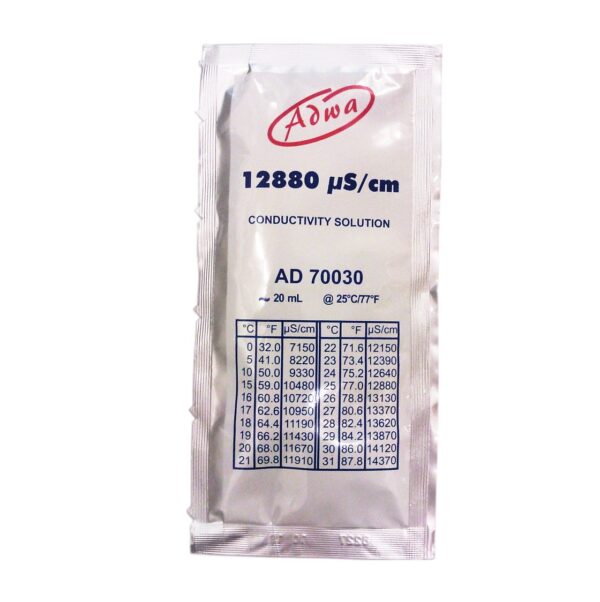 Adwa
12880 µS/cm
CONDUCTIVITY SOLUTION
AD 70030
~ 20 mL @ 25°C/77°F
°C °F µS/cm °C °F µS/cm
0 32.0 7150 22 71.6 12150
5 41.0 8220 23 73.4 12390
10 50.0 9330 24 75.2 12640
15 59.0 10480 25 77.0 12880
16 60.8 10720 26 78.8 13130
17 62.6 10950 27 80.6 13370
18 64.4 11190 28 82.4 13620
19 66.2 11430 29 84.2 13870
20 68.0 11670 30 86.0 14120
21 69.8 11910 31 87.8 14370